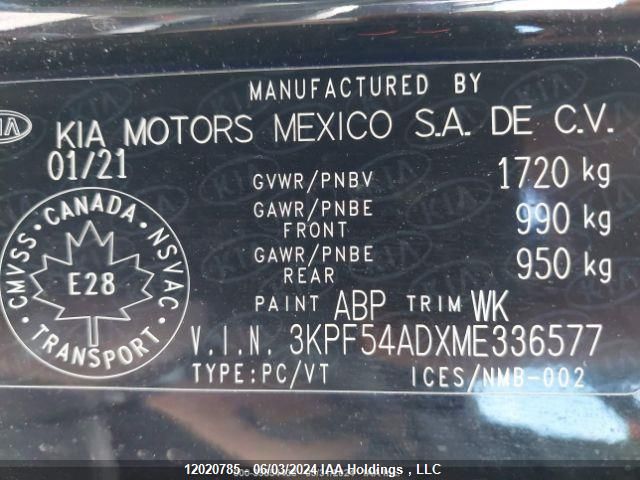 MANUFACTURED BY
KIA MOTORS MEXICO S.A. DE C.V.
01/21
GVWR/PNBV 1720 kg
GAWR/PNBE FRONT 990 kg
GAWR/PNBE REAR 950 kg
CMVSS · CANADA · NSVAC · TRANSPORT ·
E28
PAINT ABP TRIM WK
V.I.N. 3KPF54ADXME336577
TYPE:PC/VT ICES/NMB-002
12020785 - 06/03/2024 IAA Holdings , LLC